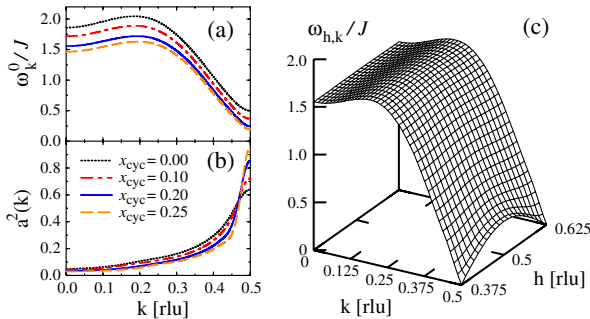 (a)
ω⁰ₖ/J
2.0
1.5
1.0
0.5
0.0
(b)
a²(k)
0.8
0.6
0.4
0.2
0.0
x_cyc = 0.00
x_cyc = 0.10
x_cyc = 0.20
x_cyc = 0.25
0.0 0.1 0.2 0.3 0.4 0.5
k [rlu]
ω_h,k/J
(c)
2.0
1.5
1.0
0.5
0
0 0.125 0.25 0.375 0.5
k [rlu]
0.375 0.5 0.625
h [rlu]